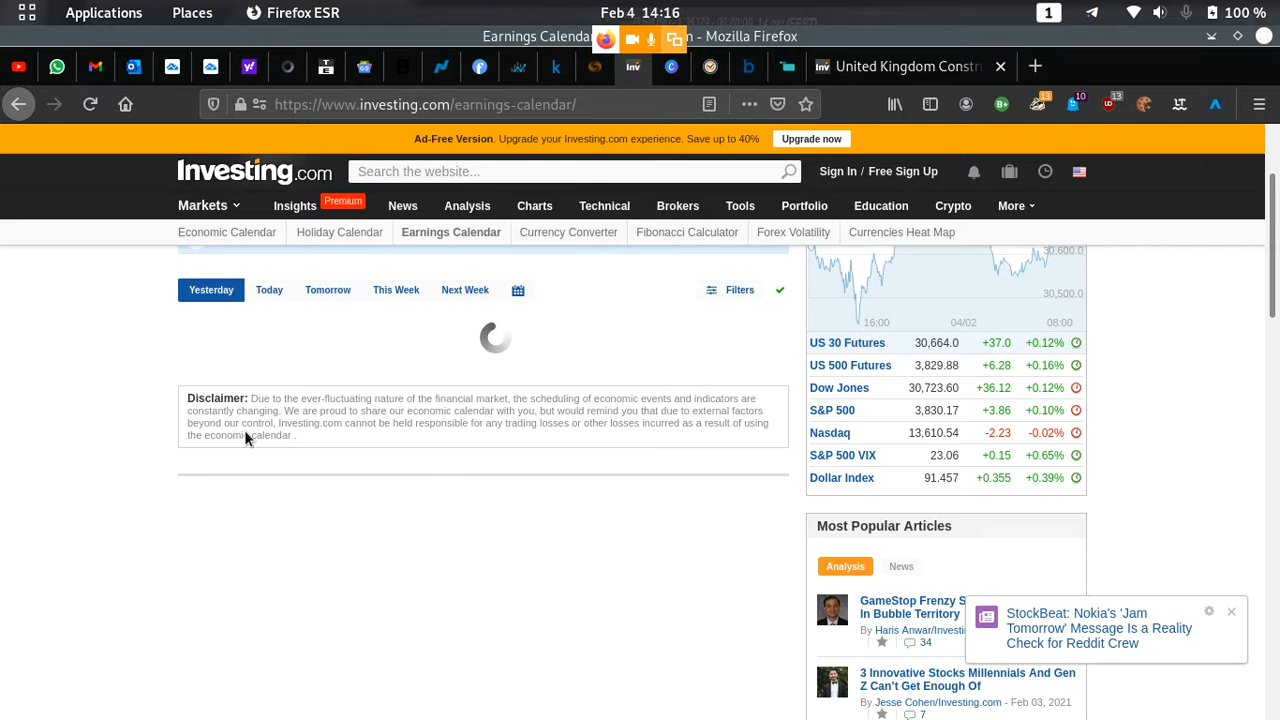 Applications Places Firefox ESR Feb 4 14:16 1 100 %
Earnings Calenda - Mozilla Firefox
Inv United Kingdom Constr
https://www.investing.com/earnings-calendar/ 13 10 13
Ad-Free Version. Upgrade your Investing.com experience. Save up to 40% Upgrade now
Investing.com Search the website... Sign In / Free Sign Up
Markets Insights Premium News Analysis Charts Technical Brokers Tools Portfolio Education Crypto More
Economic Calendar Holiday Calendar Earnings Calendar Currency Converter Fibonacci Calculator Forex Volatility Currencies Heat Map
30,600.0
Yesterday Today Tomorrow This Week Next Week Filters
30,500.0
16:00 04/02 08:00
US 30 Futures 30,664.0 +37.0 +0.12%
US 500 Futures 3,829.88 +6.28 +0.16%
Dow Jones 30,723.60 +36.12 +0.12%
S&P 500 3,830.17 +3.86 +0.10%
Nasdaq 13,610.54 -2.23 -0.02%
S&P 500 VIX 23.06 +0.15 +0.65%
Dollar Index 91.457 +0.355 +0.39%
Disclaimer: Due to the ever-fluctuating nature of the financial market, the scheduling of economic events and indicators are
constantly changing. We are proud to share our economic calendar with you, but would remind you that due to external factors
beyond our control, Investing.com cannot be held responsible for any trading losses or other losses incurred as a result of using
the economic calendar .
Most Popular Articles
Analysis News
GameStop Frenzy S
In Bubble Territory
By Haris Anwar/Investi
34
3 Innovative Stocks Millennials And Gen
Z Can't Get Enough Of
By Jesse Cohen/Investing.com - Feb 03, 2021
7
StockBeat: Nokia's 'Jam
Tomorrow' Message Is a Reality
Check for Reddit Crew